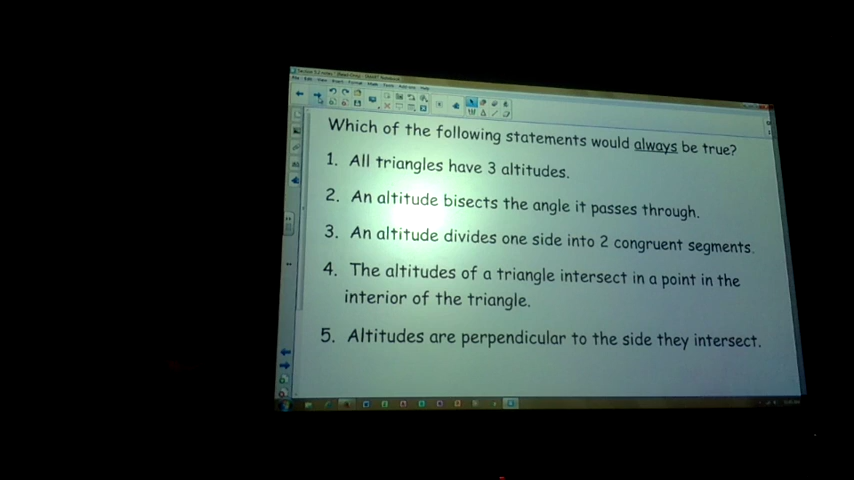 Which of the following statements would always be true?
1. All triangles have 3 altitudes.
2. An altitude bisects the angle it passes through.
3. An altitude divides one side into 2 congruent segments.
4. The altitudes of a triangle intersect in a point in the
interior of the triangle.
5. Altitudes are perpendicular to the side they intersect.